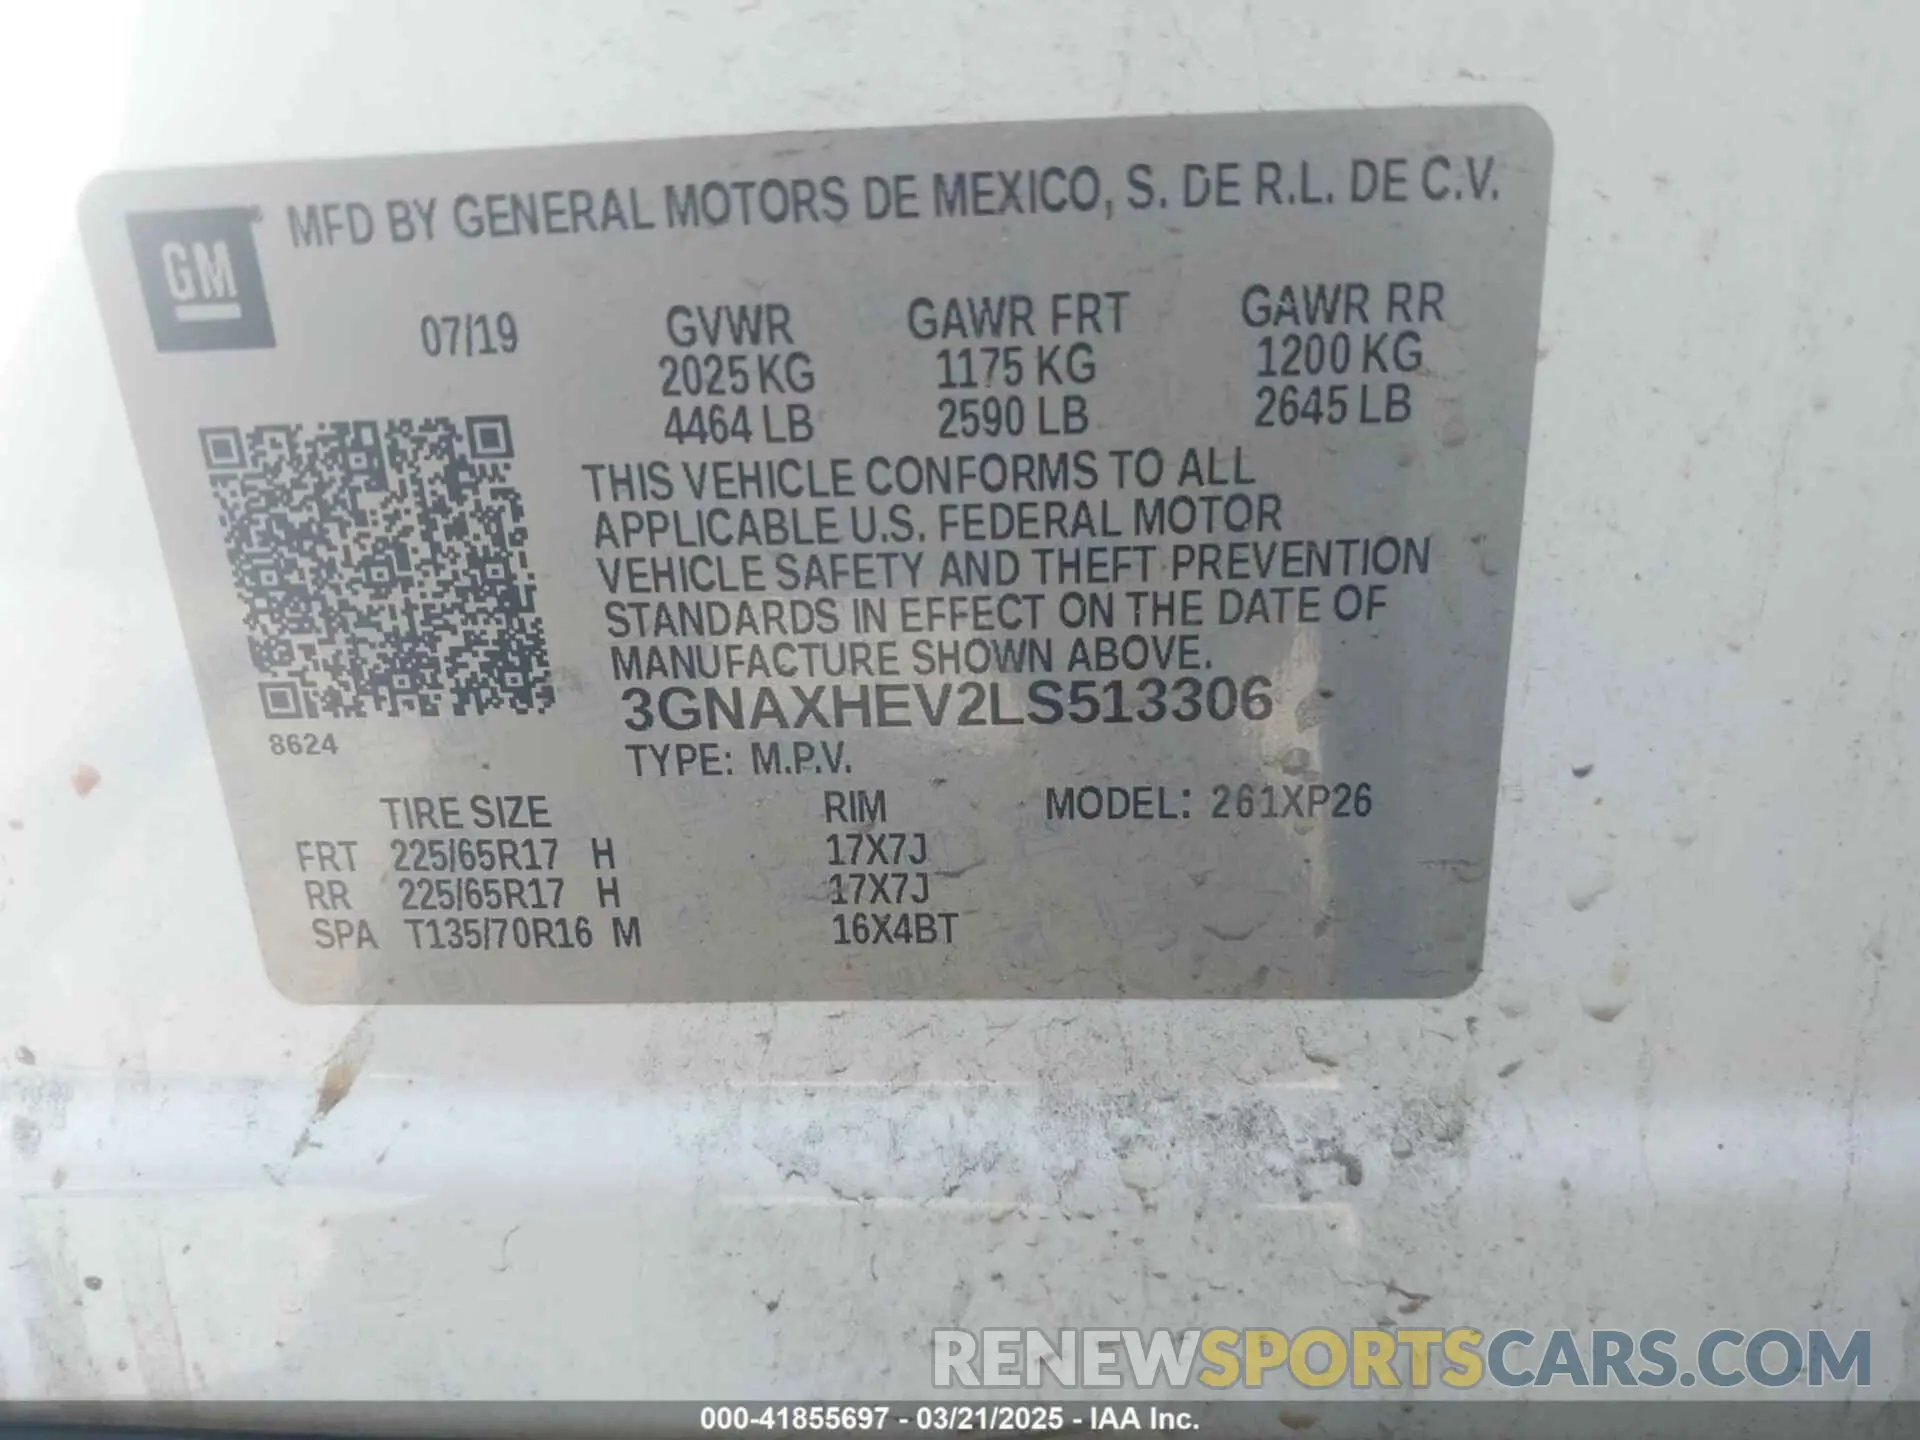 GM
MFD BY GENERAL MOTORS DE MEXICO, S. DE R.L. DE C.V.
07/19 GVWR GAWR FRT GAWR RR
2025 KG 1175 KG 1200 KG
4464 LB 2590 LB 2645 LB
THIS VEHICLE CONFORMS TO ALL
APPLICABLE U.S. FEDERAL MOTOR
VEHICLE SAFETY AND THEFT PREVENTION
STANDARDS IN EFFECT ON THE DATE OF
MANUFACTURE SHOWN ABOVE.
3GNAXHEV2LS513306
8624
TYPE: M.P.V.
TIRE SIZE RIM MODEL: 261XP26
FRT 225/65R17 H 17X7J
RR 225/65R17 H 17X7J
SPA T135/70R16 M 16X4BT
RENEWSPORTSCARS.COM
000-41855697 - 03/21/2025 - IAA Inc.